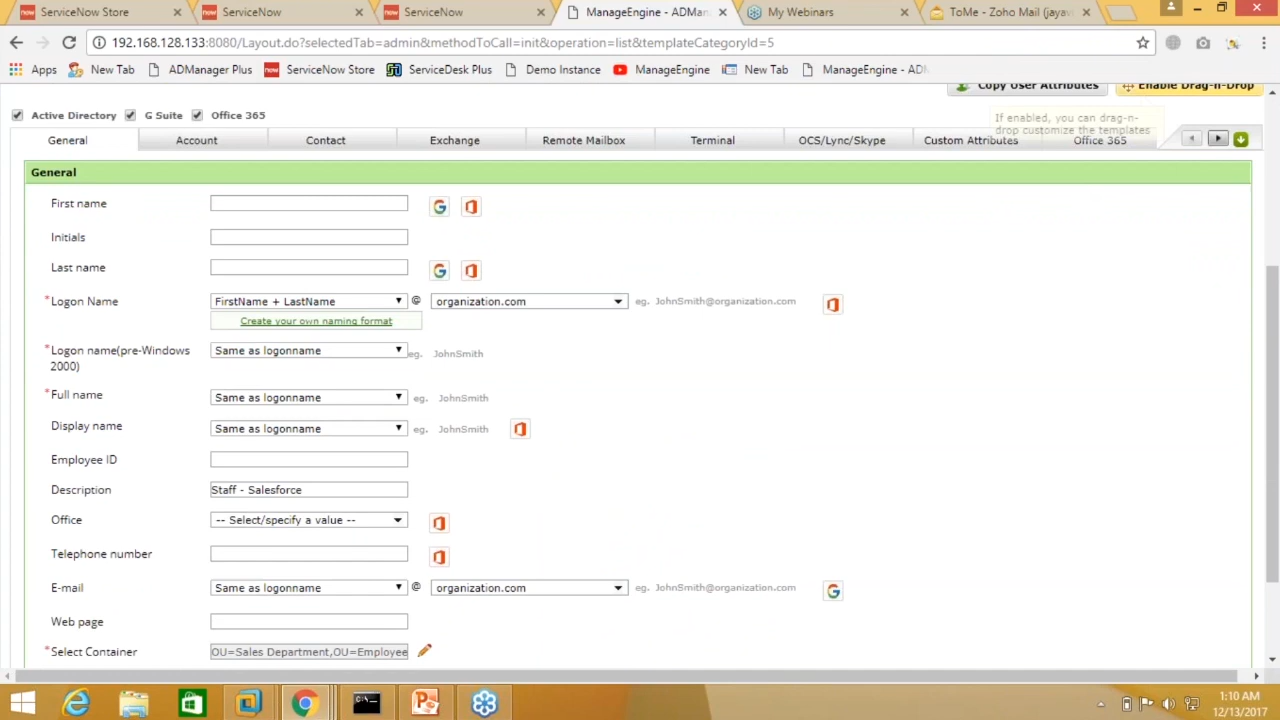 ServiceNow Store
ServiceNow
ServiceNow
ManageEngine - ADMan
My Webinars
ToMe - Zoho Mail (jayav
192.168.128.133:8080/Layout.do?selectedTab=admin&methodToCall=init&operation=list&templateCategoryId=5
Apps
New Tab
ADManager Plus
now
ServiceNow Store
ServiceDesk Plus
Demo Instance
ManageEngine
New Tab
ManageEngine - ADM
Copy User Attributes
Enable Drag-n-Drop
Active Directory
G Suite
Office 365
If enabled, you can drag-n-
drop customize the templates
General
Account
Contact
Exchange
Remote Mailbox
Terminal
OCS/Lync/Skype
Custom Attributes
Office 365
General
First name
Initials
Last name
*Logon Name FirstName + LastName @ organization.com eg. JohnSmith@organization.com
Create your own naming format
*Logon name(pre-Windows
2000)
Same as logonname eg. JohnSmith
*Full name Same as logonname eg. JohnSmith
Display name Same as logonname eg. JohnSmith
Employee ID
Description Staff - Salesforce
Office -- Select/specify a value --
Telephone number
E-mail Same as logonname @ organization.com eg. JohnSmith@organization.com
Web page
*Select Container OU=Sales Department,OU=Employee
1:10 AM
12/13/2017